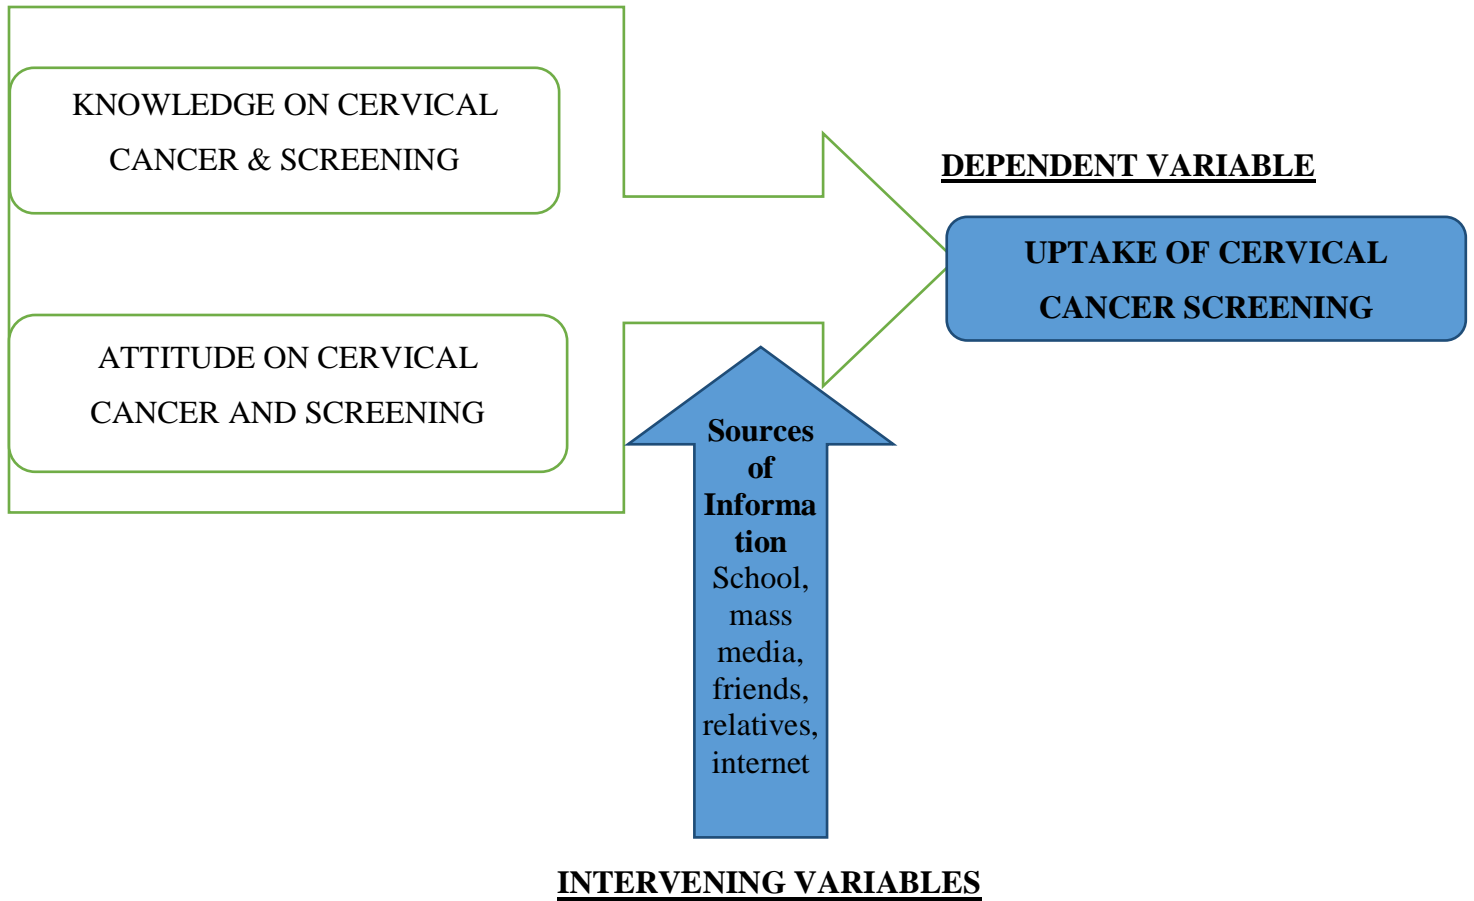 KNOWLEDGE ON CERVICAL
CANCER & SCREENING
ATTITUDE ON CERVICAL
CANCER AND SCREENING
DEPENDENT VARIABLE
UPTAKE OF CERVICAL
CANCER SCREENING
Sources
of
Informa
tion
School,
mass
media,
friends,
relatives,
internet
INTERVENING VARIABLES